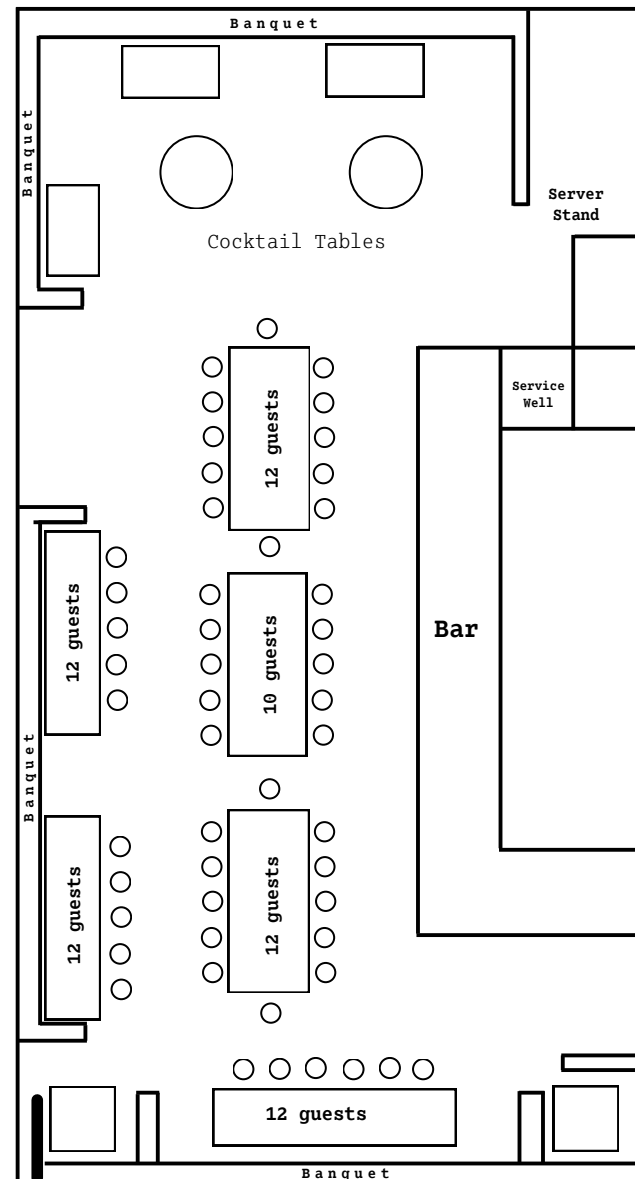 Banquet
Banquet
Server
Stand
Cocktail Tables
12 guests
Service
Well
12 guests
10 guests
Bar
Banquet
12 guests
12 guests
12 guests
Banquet